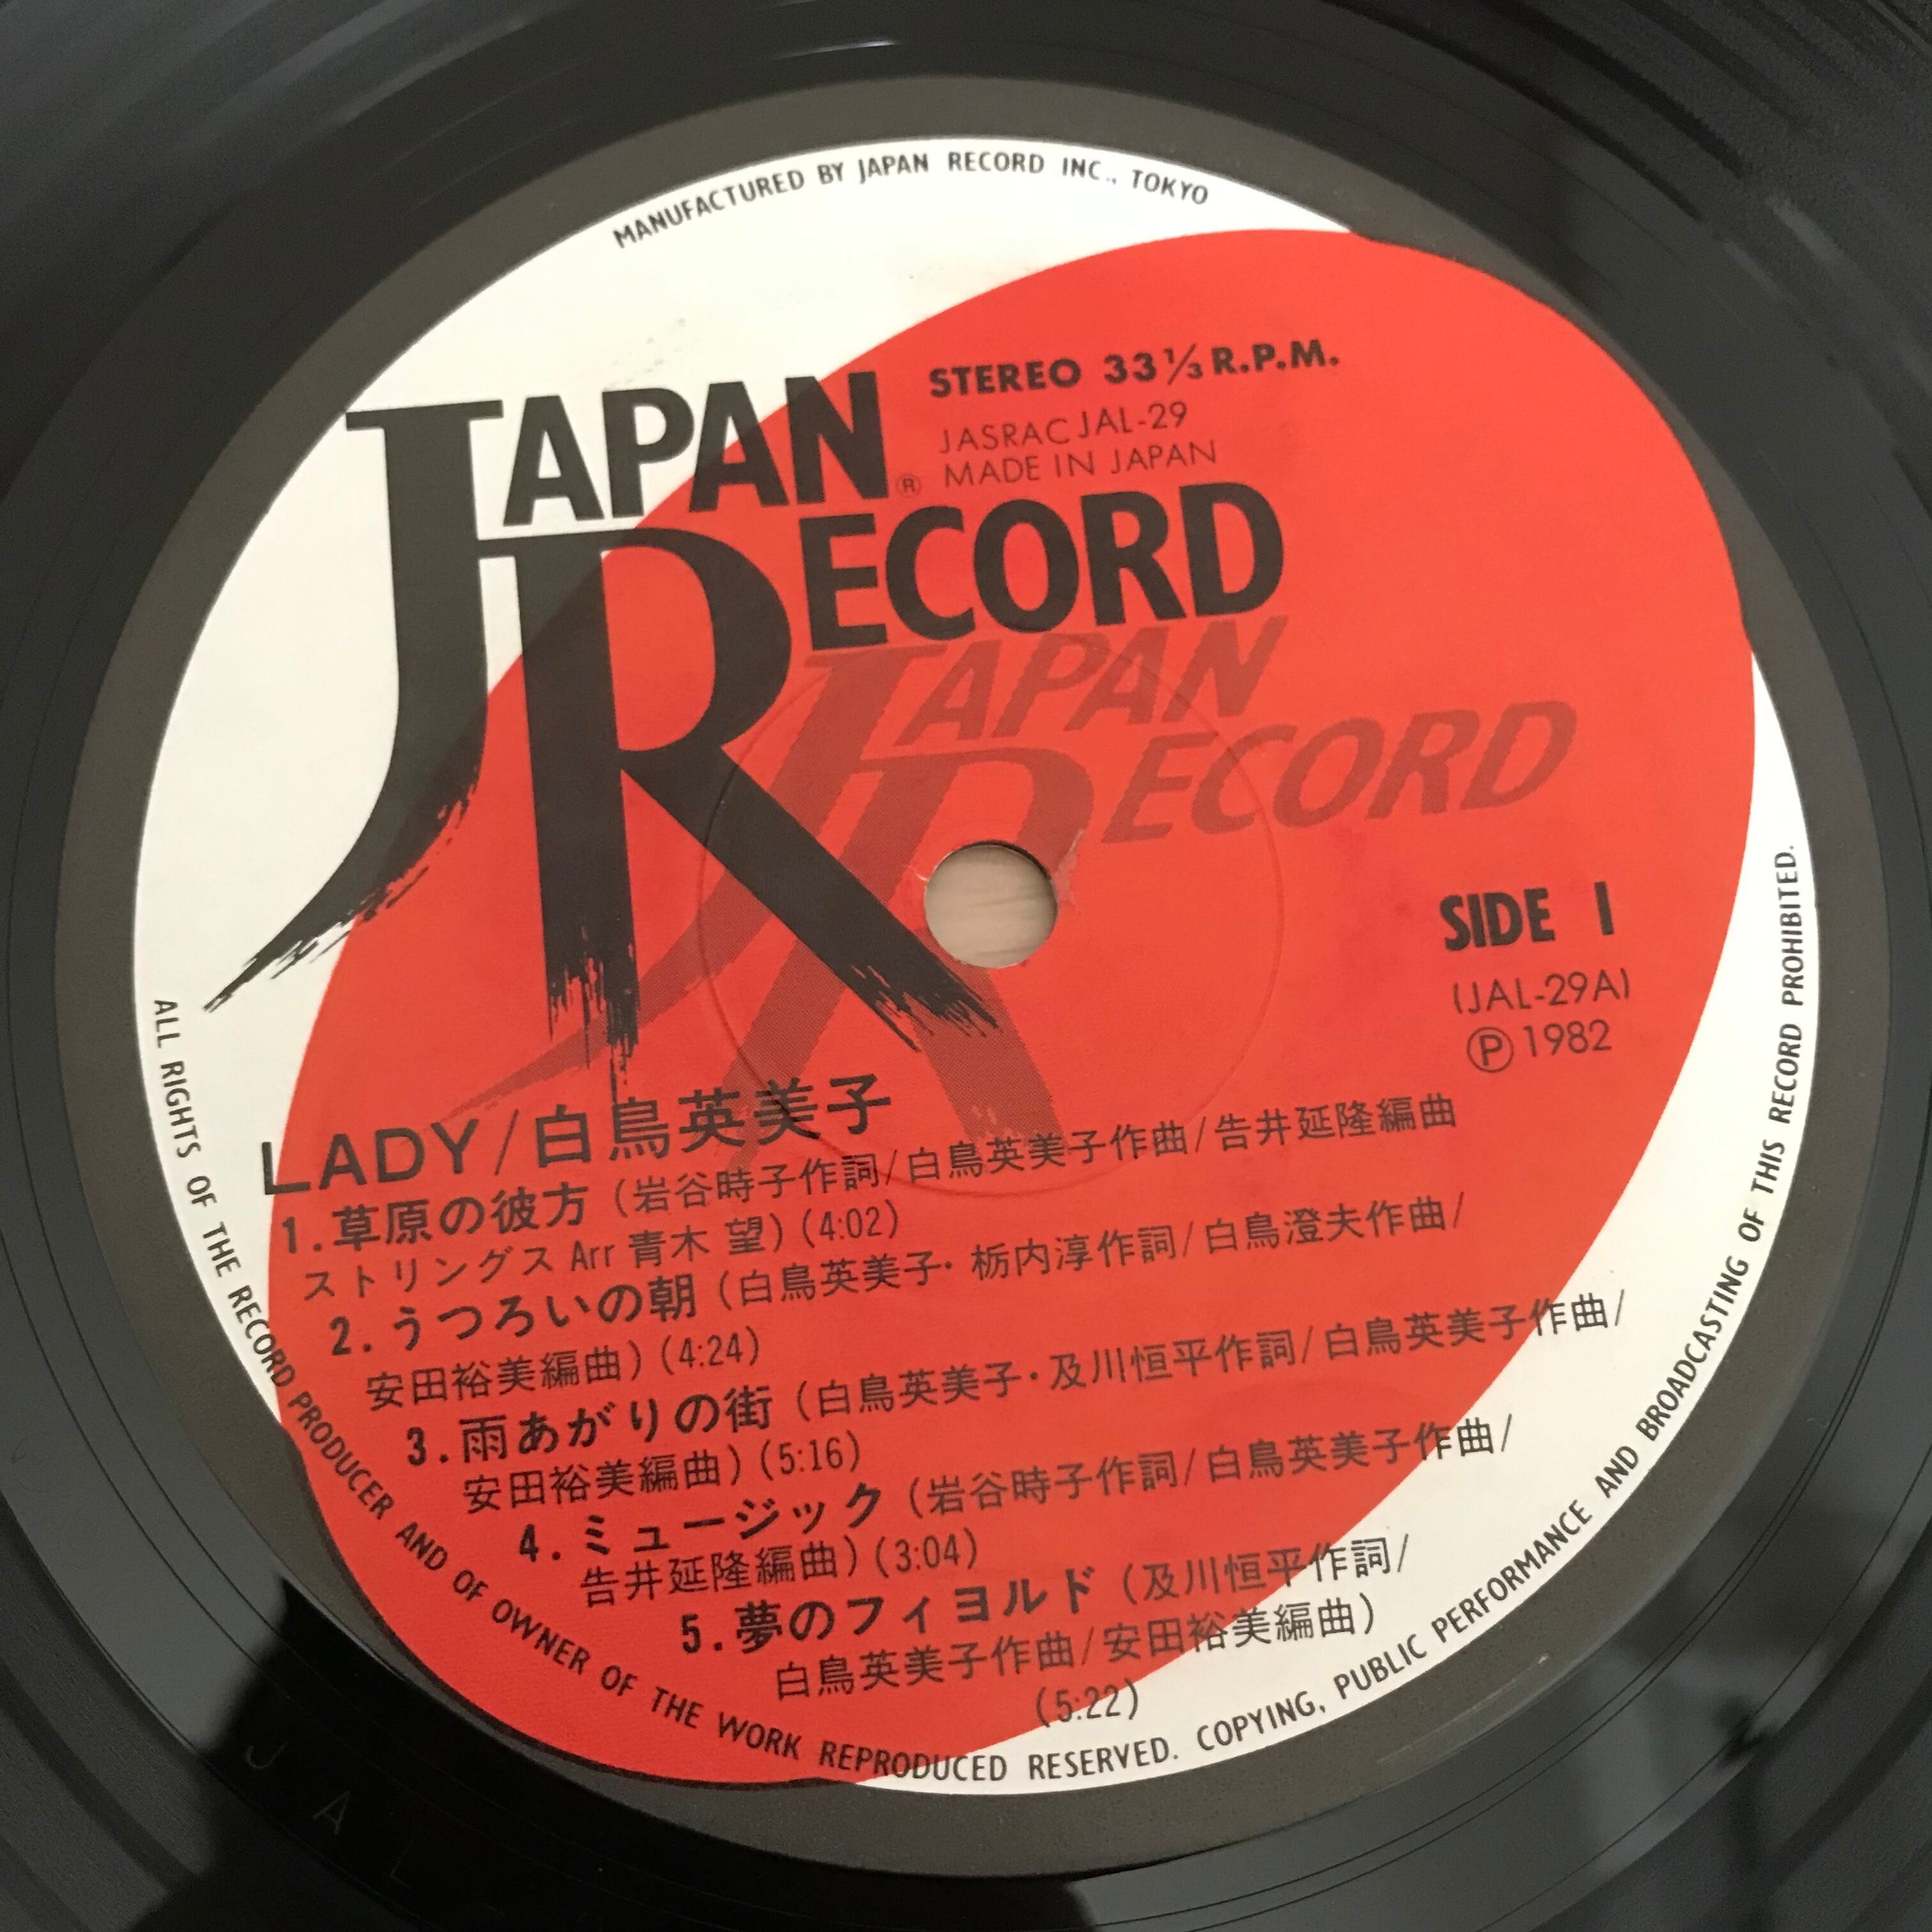 MANUFACTURED BY JAPAN RECORD INC., TOKYO
STEREO 33⅓ R.P.M.
JASRAC JAL-29
MADE IN JAPAN
JAPAN ®
RECORD
JAPAN
RECORD
SIDE 1
(JAL-29A)
Ⓟ 1982
LADY/白鳥英美子
1. 草原の彼方 (岩谷時子作詞/白鳥英美子作曲/告井延隆編曲
ストリングス Arr 青木 望) (4:02)
2. うつろいの朝 (白鳥英美子・栃内淳作詞/白鳥澄夫作曲/
安田裕美編曲) (4:24)
3. 雨あがりの街 (白鳥英美子・及川恒平作詞/白鳥英美子作曲/
安田裕美編曲) (5:16)
4. ミュージック (岩谷時子作詞/白鳥英美子作曲/
告井延隆編曲) (3:04)
5. 夢のフィヨルド (及川恒平作詞/
白鳥英美子作曲/安田裕美編曲)
(5:22)
ALL RIGHTS OF THE RECORD PRODUCER AND OF OWNER OF THE WORK REPRODUCED RESERVED. COPYING, PUBLIC PERFORMANCE AND BROADCASTING OF THIS RECORD PROHIBITED.
J A L